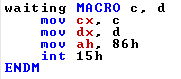 waiting MACRO c, d
mov cx, c
mov dx, d
mov ah, 86h
int 15h
ENDM